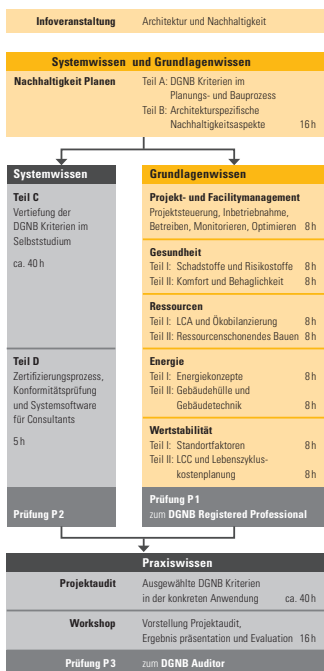 Infoveranstaltung Architektur und Nachhaltigkeit
Systemwissen und Grundlagenwissen
Nachhaltigkeit Planen Teil A: DGNB Kriterien im
Planungs- und Bauprozess
Teil B: Architekturspezifische
Nachhaltigkeitsaspekte 16 h
Systemwissen
Teil C
Vertiefung der
DGNB Kriterien im
Selbststudium
ca. 40 h
Teil D
Zertifizierungsprozess,
Konformitätsprüfung
und Systemsoftware
für Consultants
5 h
Prüfung P2
Grundlagenwissen
Projekt- und Facilitymanagement
Projektsteuerung, Inbetriebnahme,
Betreiben, Monitorieren, Optimieren 8 h
Gesundheit
Teil I: Schadstoffe und Risikostoffe 8 h
Teil II: Komfort und Behaglichkeit 8 h
Ressourcen
Teil I: LCA und Ökobilanzierung 8 h
Teil II: Ressourcenschonendes Bauen 8 h
Energie
Teil I: Energiekonzepte 8 h
Teil II: Gebäudehülle und
Gebäudetechnik 8 h
Wertstabilität
Teil I: Standortfaktoren 8 h
Teil II: LCC und Lebenszyklus-
kostenplanung 8 h
Prüfung P1
zum DGNB Registered Professional
Praxiswissen
Projektaudit Ausgewählte DGNB Kriterien
in der konkreten Anwendung ca. 40 h
Workshop Vorstellung Projektaudit,
Ergebnis präsentation und Evaluation 16 h
Prüfung P3 zum DGNB Auditor